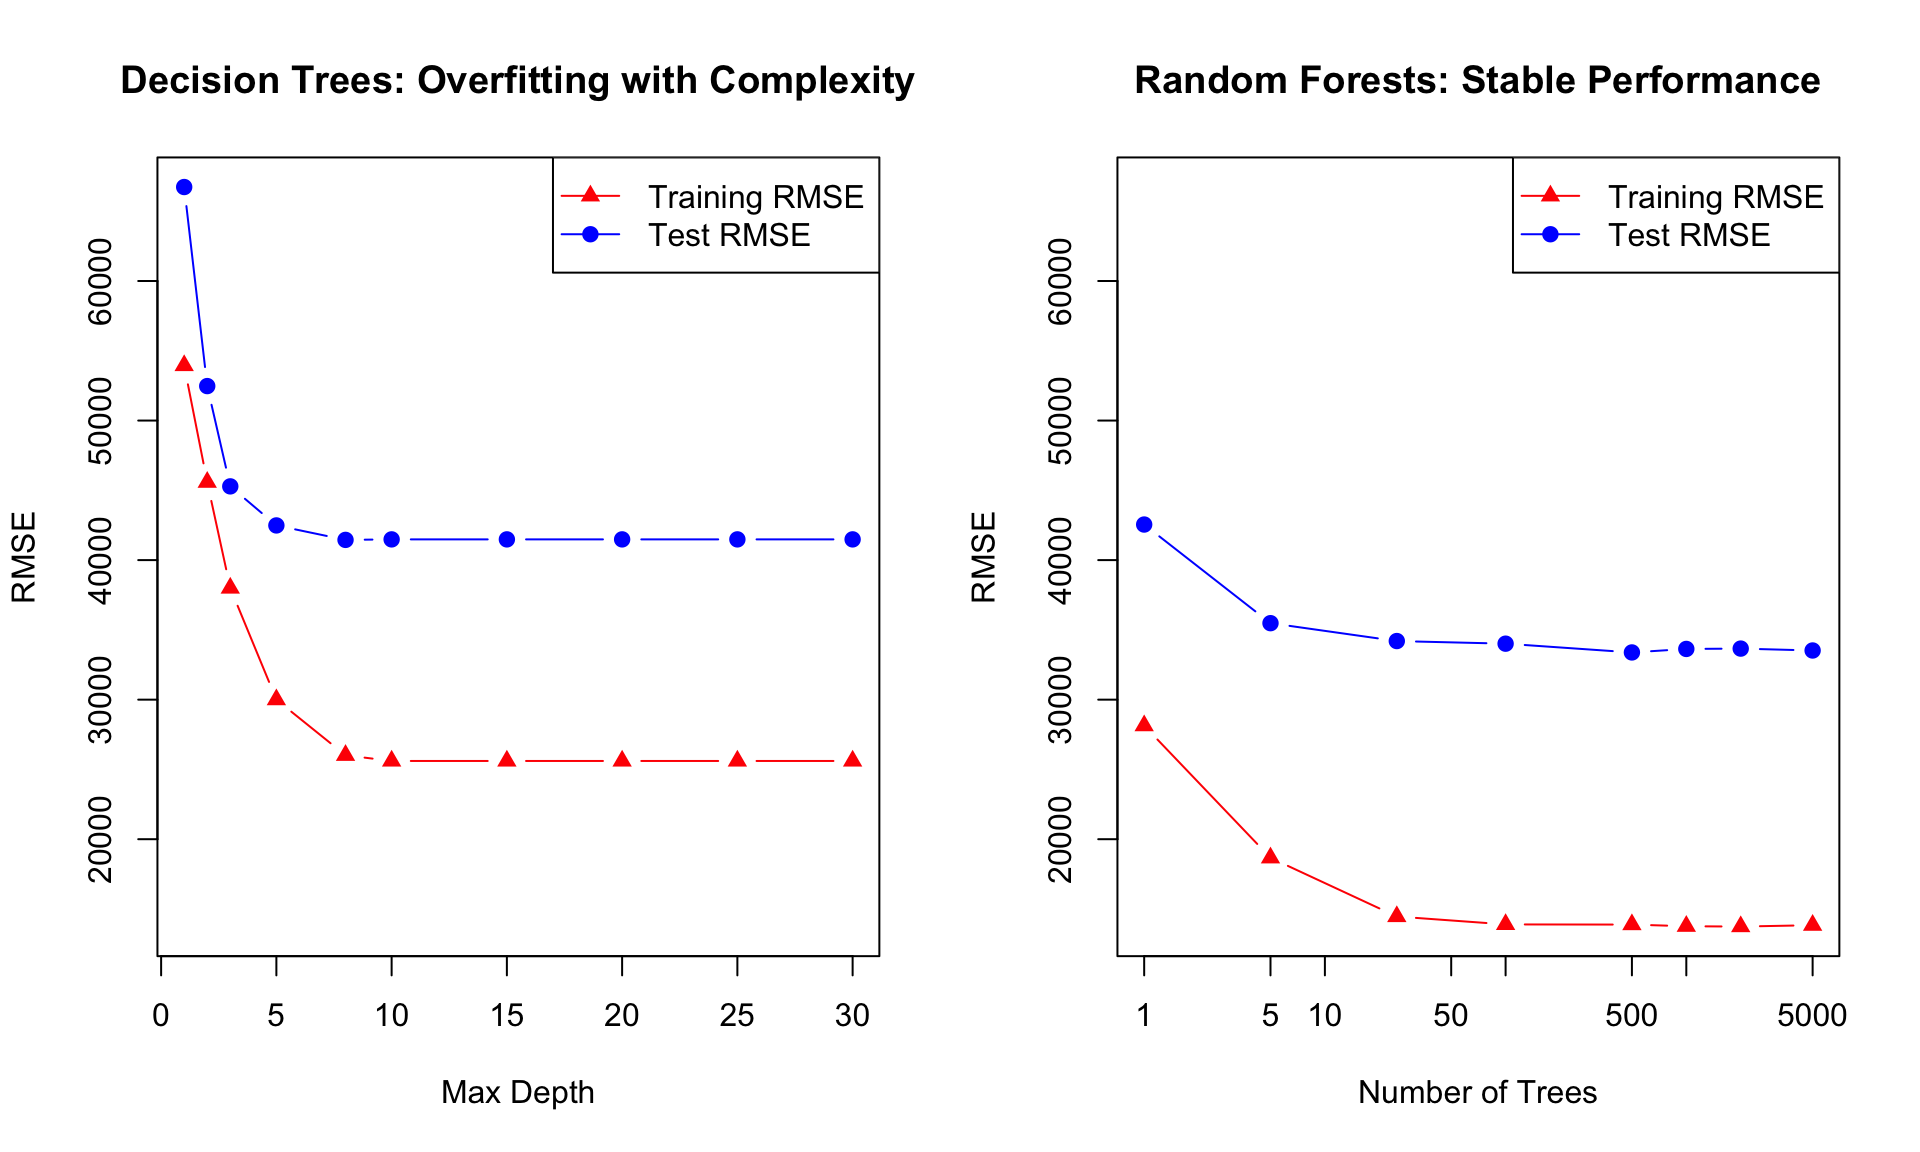 Decision Trees: Overfitting with Complexity
Training RMSE
Test RMSE
RMSE
60000
50000
40000
30000
20000
0 5 10 15 20 25 30
Max Depth
Random Forests: Stable Performance
Training RMSE
Test RMSE
RMSE
60000
50000
40000
30000
20000
1 5 10 50 500 5000
Number of Trees